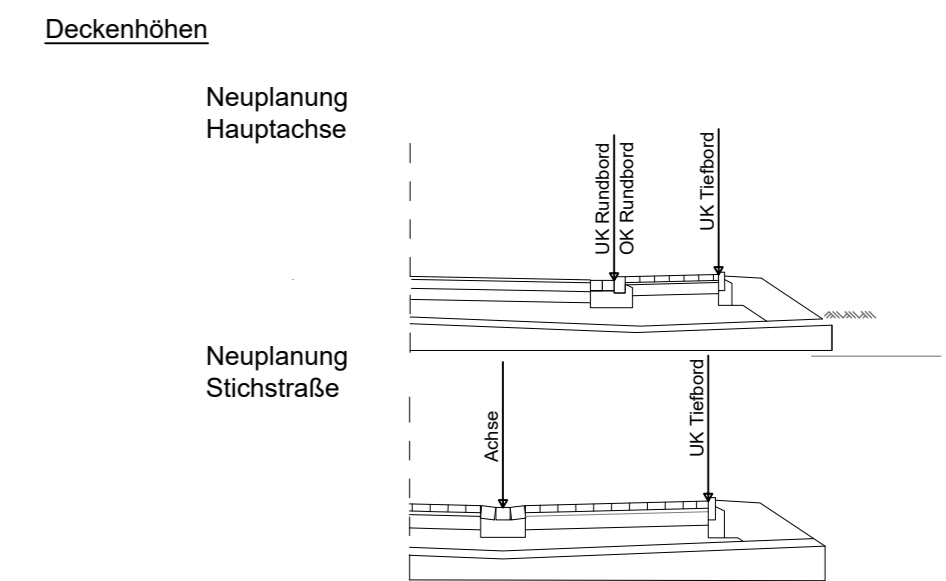 Deckenhöhen
Neuplanung
Hauptachse
UK Rundbord
OK Rundbord
UK Tiefbord
Neuplanung
Stichstraße
Achse
UK Tiefbord